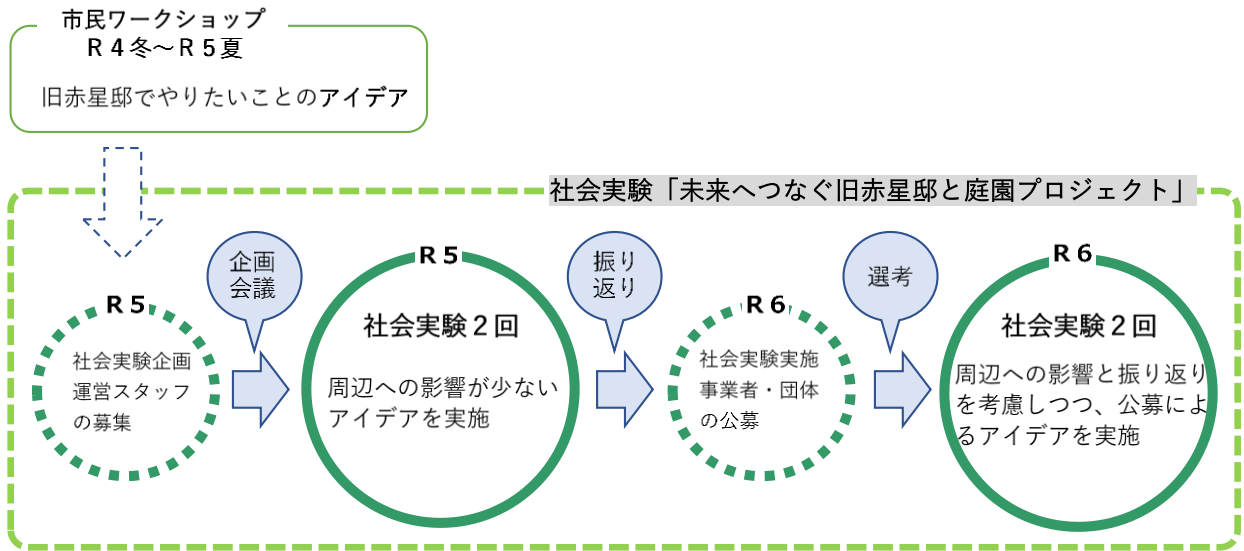 市民ワークショップ
Ｒ４冬～Ｒ５夏
旧赤星邸でやりたいことのアイデア
社会実験「未来へつなぐ旧赤星邸と庭園プロジェクト」
Ｒ５
社会実験企画
運営スタッフ
の募集
企画
会議
Ｒ５
社会実験２回
周辺への影響が少ない
アイデアを実施
振り
返り
Ｒ６
社会実験実施
事業者・団体
の公募
選考
Ｒ６
社会実験２回
周辺への影響と振り返り
を考慮しつつ、公募によ
るアイデアを実施